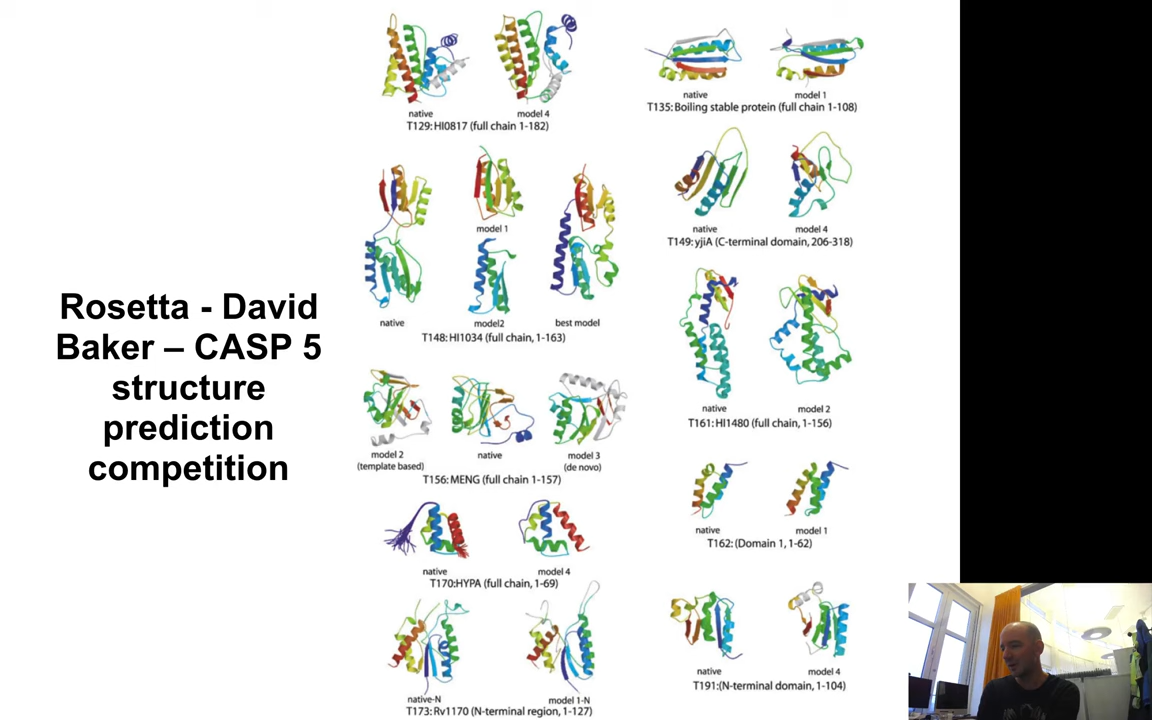 Rosetta - David
Baker – CASP 5
structure
prediction
competition
native
model 4
T129: HI0817 (full chain 1-182)
model 1
native
model2
best model
T148: HI1034 (full chain, 1-163)
model 2
(template based)
native
model 3
(de novo)
T156: MENG (full chain 1-157)
native
model 4
T170:HYPA (full chain, 1-69)
native-N
model 1-N
T173: Rv1170 (N-terminal region, 1-127)
native
model 1
T135: Boiling stable protein (full chain 1-108)
native
model 4
T149: yjiA (C-terminal domain, 206-318)
native
model 2
T161: HI1480 (full chain, 1-156)
native
model 1
T162: (Domain 1, 1-62)
native
model 4
T191:(N-terminal domain, 1-104)